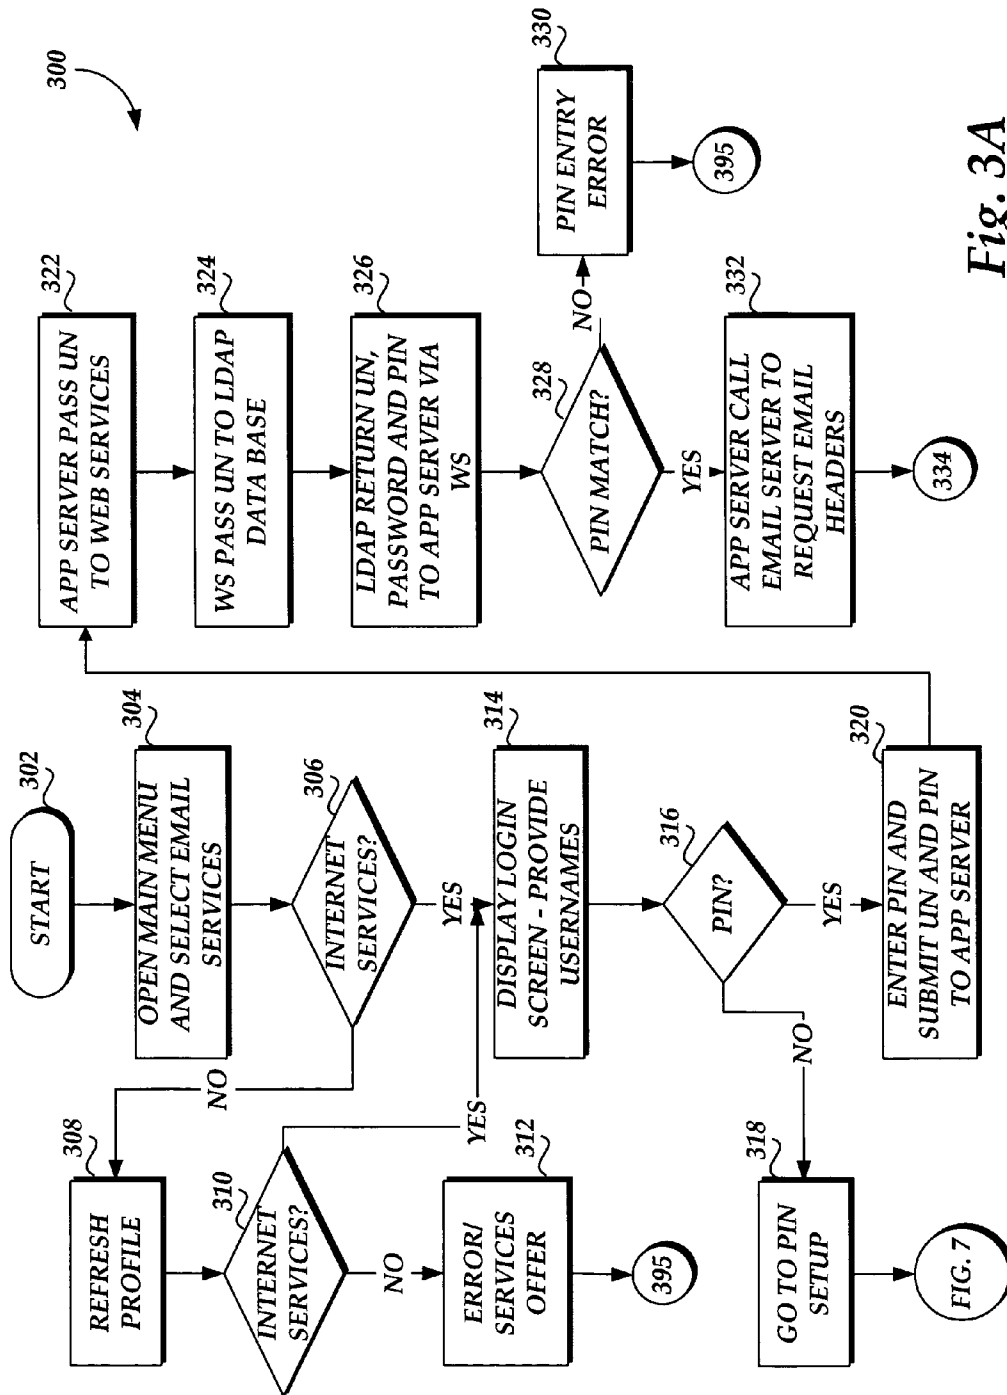 300
START
302
OPEN MAIN MENU
AND SELECT EMAIL
SERVICES
304
INTERNET
SERVICES?
306
NO
YES
REFRESH
PROFILE
308
INTERNET
SERVICES?
310
YES
NO
ERROR/
SERVICES
OFFER
312
395
DISPLAY LOGIN
SCREEN - PROVIDE
USERNAMES
314
PIN?
316
NO
YES
GO TO PIN
SETUP
318
FIG. 7
ENTER PIN AND
SUBMIT UN AND PIN
TO APP SERVER
320
APP SERVER PASS UN
TO WEB SERVICES
322
WS PASS UN TO LDAP
DATA BASE
324
LDAP RETURN UN,
PASSWORD AND PIN
TO APP SERVER VIA
WS
326
PIN MATCH?
328
NO
YES
PIN ENTRY
ERROR
330
395
APP SERVER CALL
EMAIL SERVER TO
REQUEST EMAIL
HEADERS
332
334
Fig. 3A